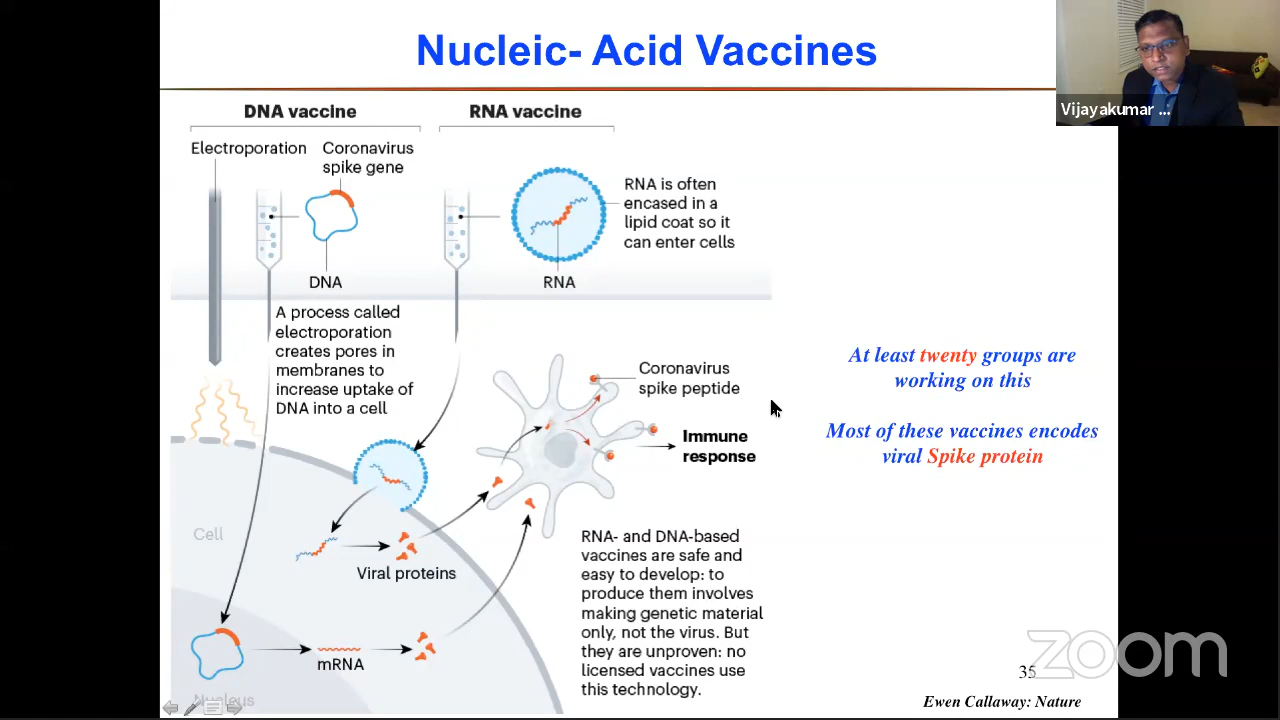 Nucleic- Acid Vaccines
Vijayakumar ...
DNA vaccine
RNA vaccine
Electroporation
Coronavirus
spike gene
RNA is often
encased in a
lipid coat so it
can enter cells
DNA
RNA
A process called
electroporation
creates pores in
membranes to
increase uptake of
DNA into a cell
Coronavirus
spike peptide
Immune
response
At least twenty groups are
working on this
Most of these vaccines encodes
viral Spike protein
Cell
Viral proteins
RNA- and DNA-based
vaccines are safe and
easy to develop: to
produce them involves
making genetic material
only, not the virus. But
they are unproven: no
licensed vaccines use
this technology.
mRNA
Nucleus
zoom
35
Ewen Callaway: Nature